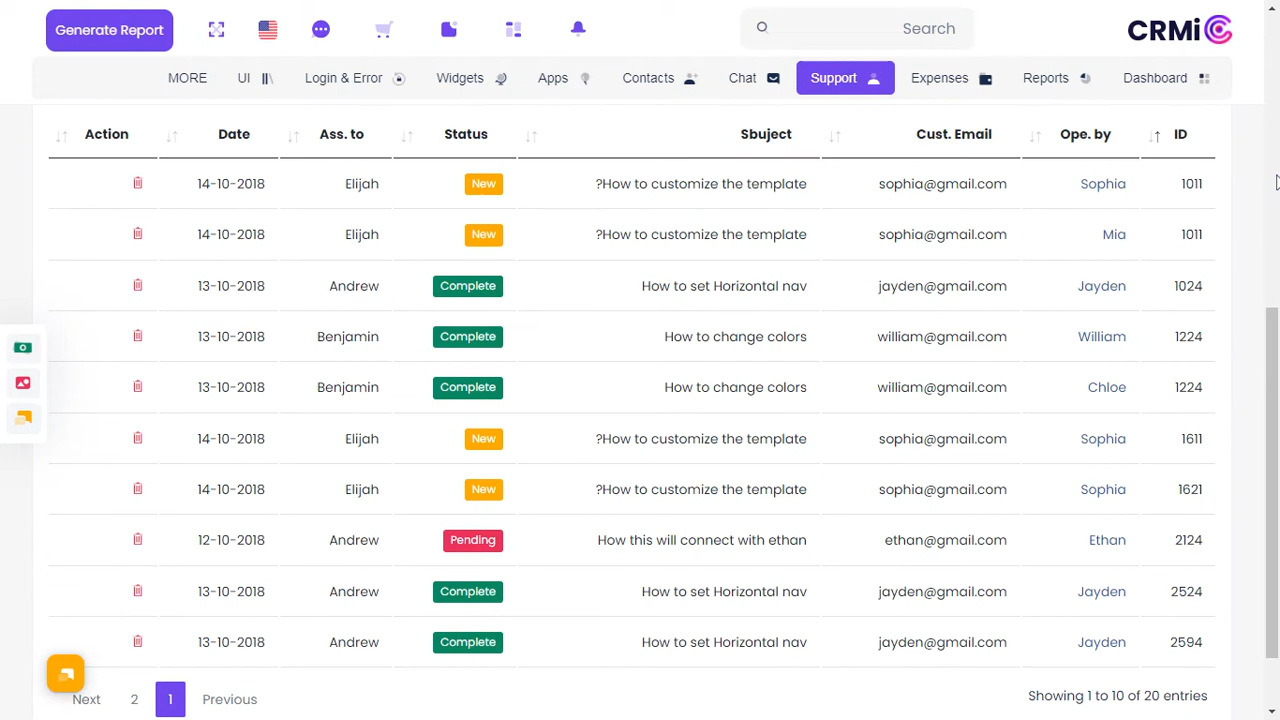 Generate Report
Search
CRMi
MORE UI Login & Error Widgets Apps Contacts Chat Support Expenses Reports Dashboard
Action Date Ass. to Status Sbuject Cust. Email Ope. by ID
14-10-2018 Elijah New ?How to customize the template sophia@gmail.com Sophia 1011
14-10-2018 Elijah New ?How to customize the template sophia@gmail.com Mia 1011
13-10-2018 Andrew Complete How to set Horizontal nav jayden@gmail.com Jayden 1024
13-10-2018 Benjamin Complete How to change colors william@gmail.com William 1224
13-10-2018 Benjamin Complete How to change colors william@gmail.com Chloe 1224
14-10-2018 Elijah New ?How to customize the template sophia@gmail.com Sophia 1611
14-10-2018 Elijah New ?How to customize the template sophia@gmail.com Sophia 1621
12-10-2018 Andrew Pending How this will connect with ethan ethan@gmail.com Ethan 2124
13-10-2018 Andrew Complete How to set Horizontal nav jayden@gmail.com Jayden 2524
13-10-2018 Andrew Complete How to set Horizontal nav jayden@gmail.com Jayden 2594
Next 2 1 Previous
Showing 1 to 10 of 20 entries